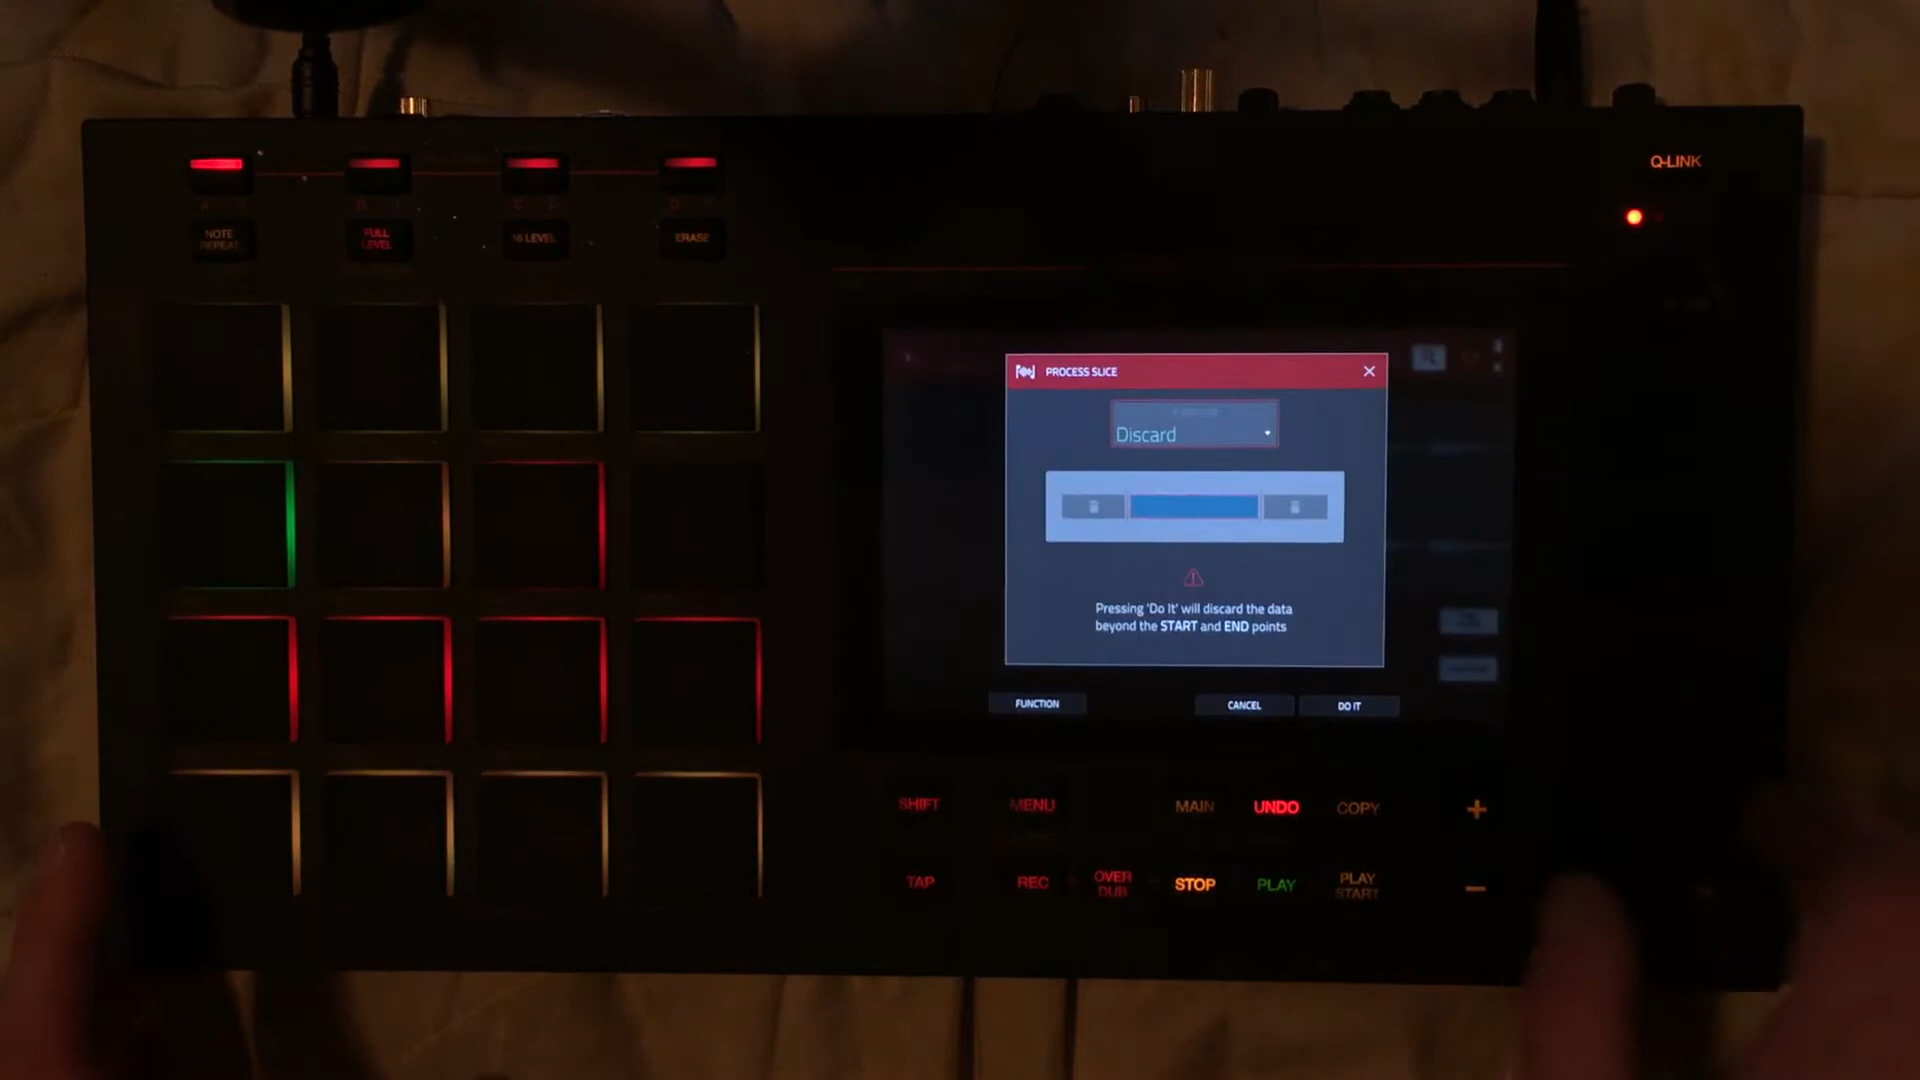 Q-LINK
NOTE
REPEAT
FULL
LEVEL
16 LEVEL
ERASE
PROCESS SLICE
Discard
Pressing 'Do It' will discard the data
beyond the START and END points
FUNCTION
CANCEL
DO IT
SHIFT
MENU
MAIN
UNDO
COPY
+
TAP
REC
OVER
DUB
STOP
PLAY
PLAY
START
−